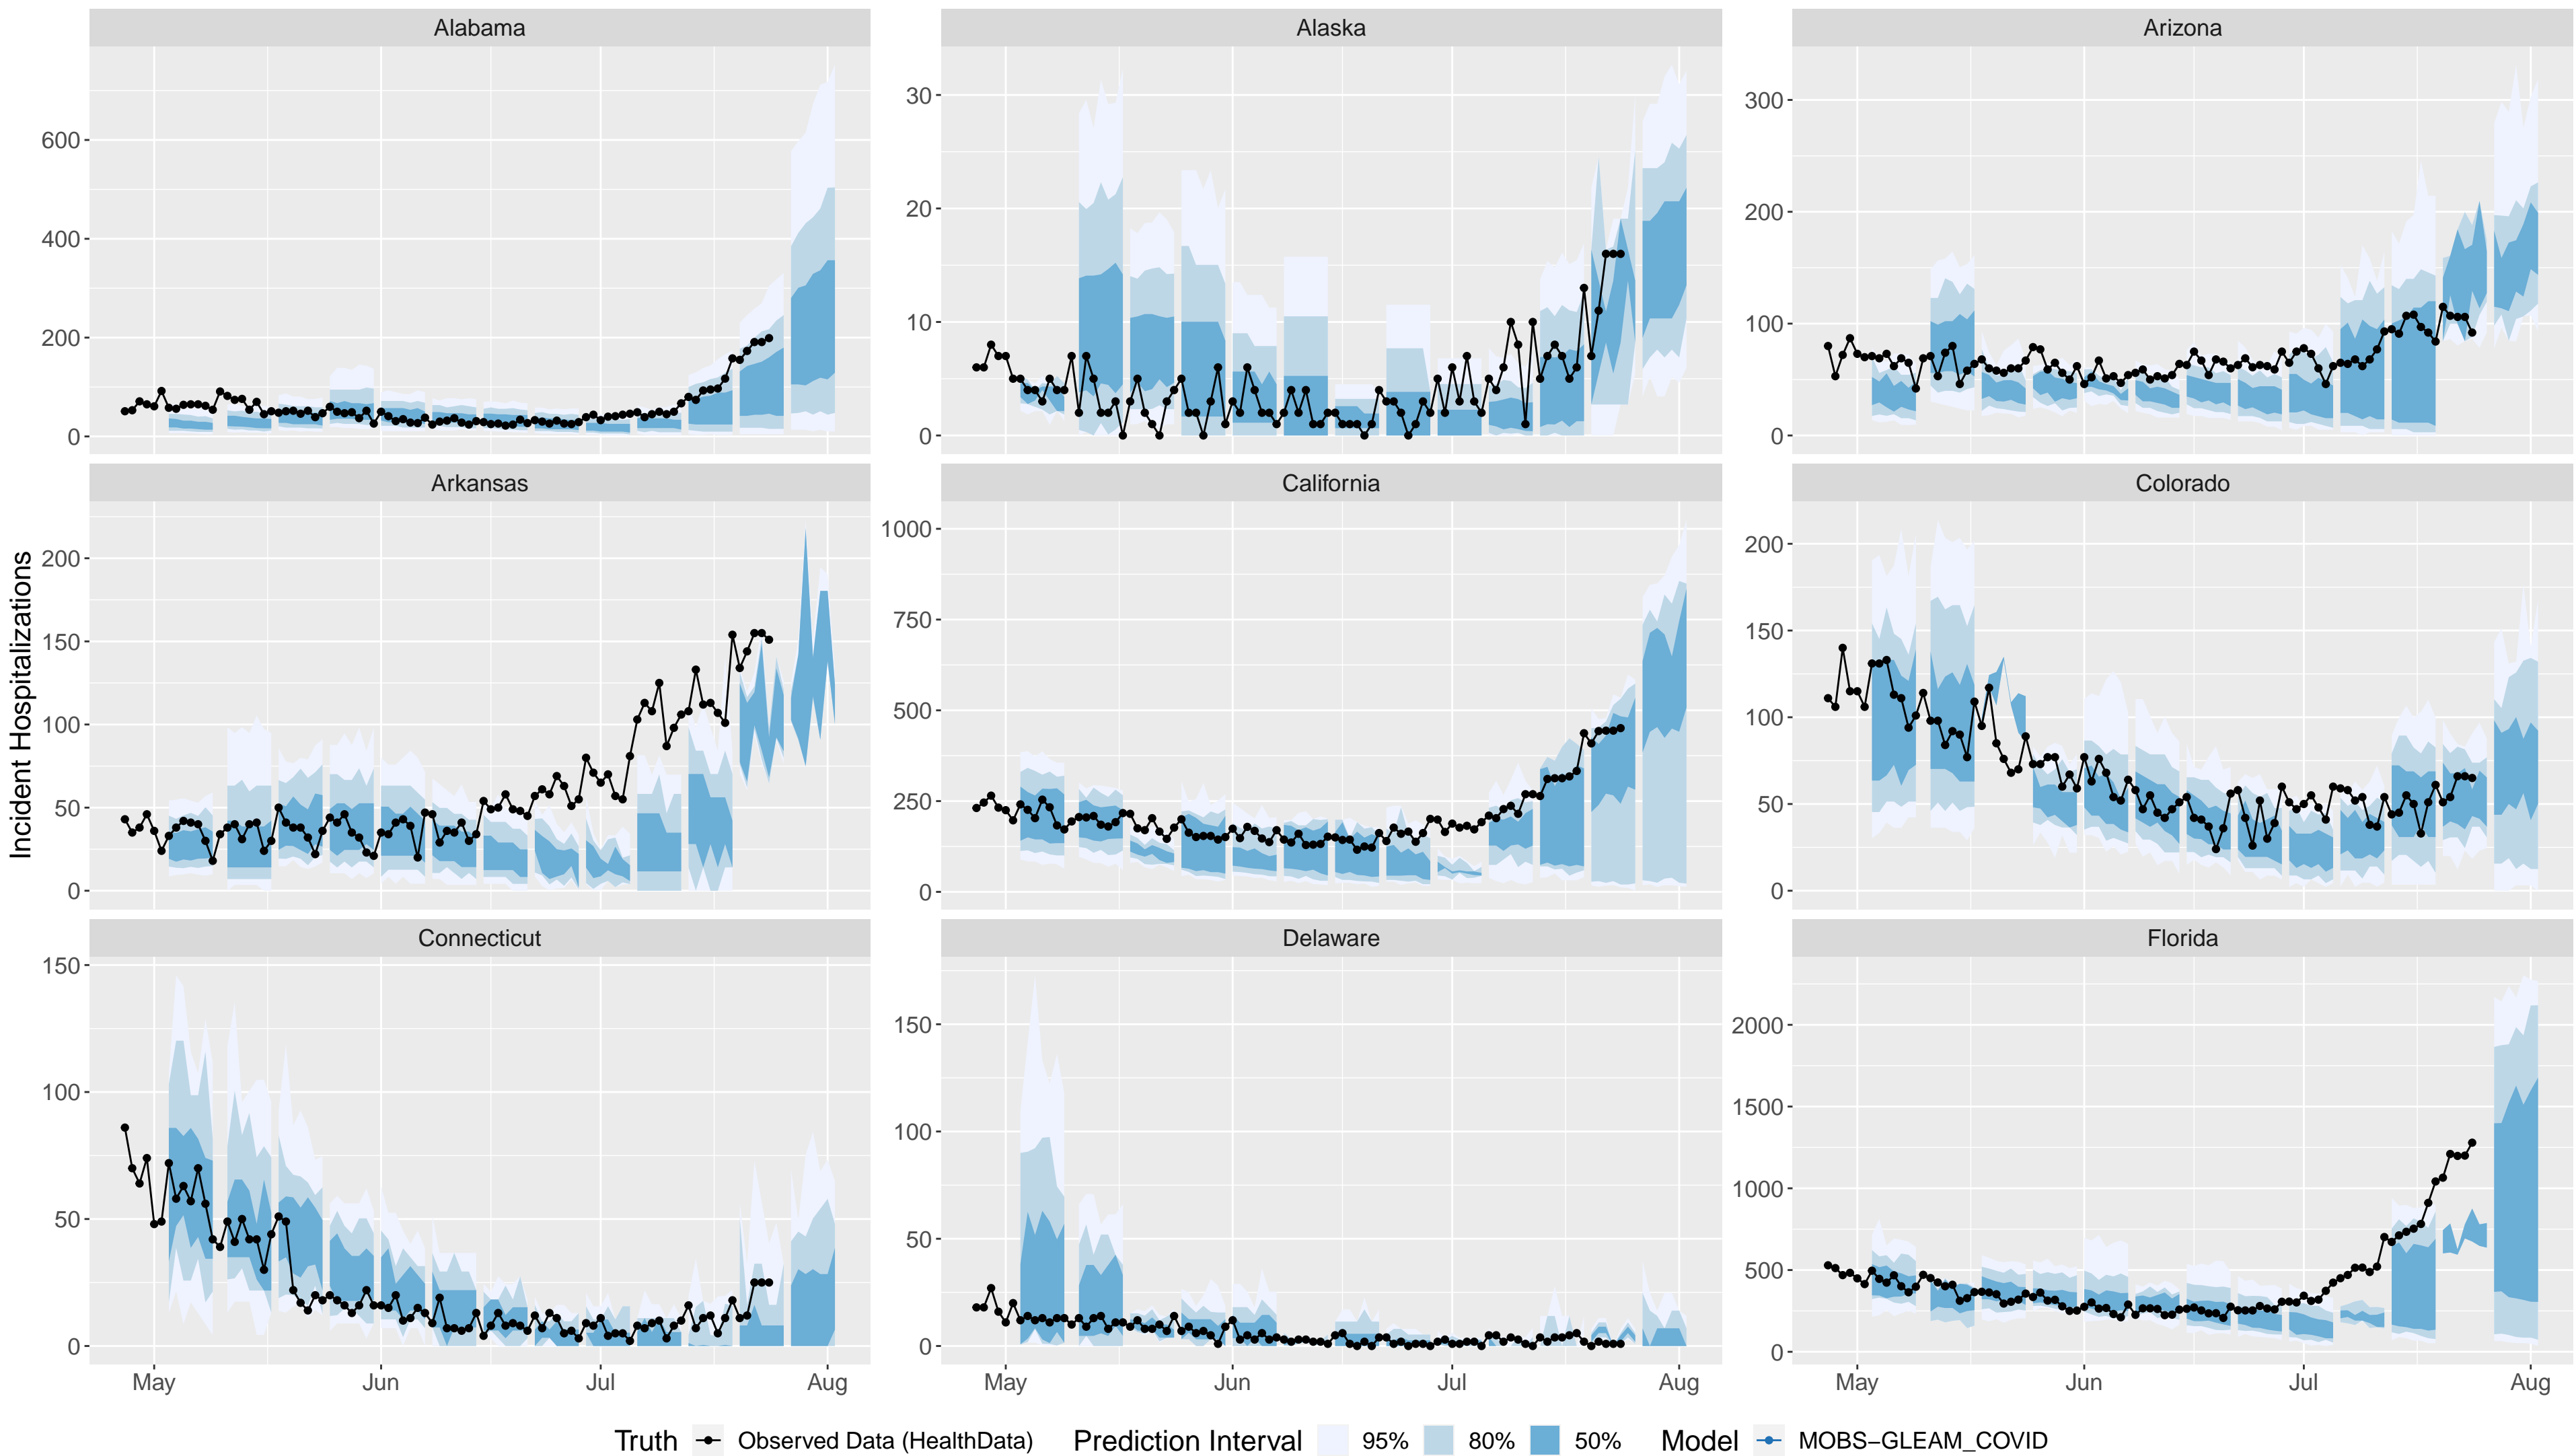 Alabama
Alaska
Arizona
600
400
200
0
30
20
10
0
300
200
100
0
Arkansas
California
Colorado
Incident Hospitalizations
200
150
100
50
0
1000
750
500
250
0
200
150
100
50
0
Connecticut
Delaware
Florida
150
100
50
0
150
100
50
0
2000
1500
1000
500
0
May Jun Jul Aug
May Jun Jul Aug
May Jun Jul Aug
Truth Observed Data (HealthData) Prediction Interval 95% 80% 50% Model MOBS−GLEAM_COVID